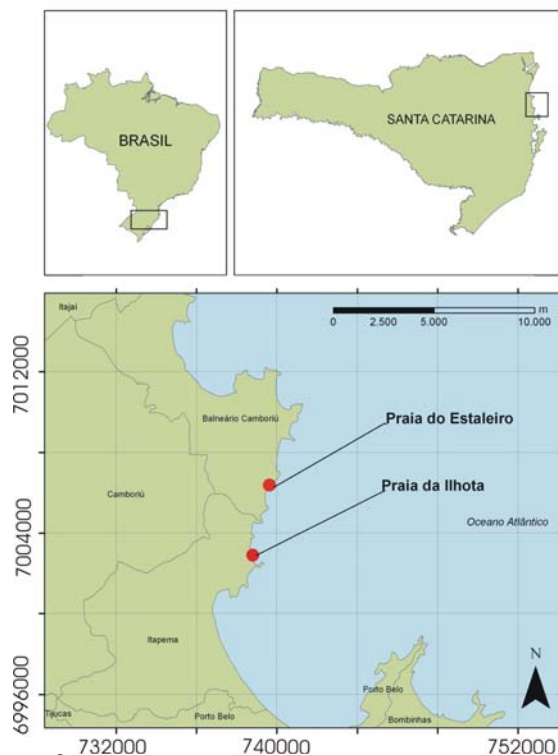 BRASIL
SANTA CATARINA
Itajaí
m
0 2.500 5.000 10.000
7012000
Balneário Camboriú
Praia do Estaleiro
Camboriú
Praia da Ilhota
Oceano Atlântico
7004000
Itapema
N
Porto Belo
6996000
Tijucas
Porto Belo
Bombinhas
732000 740000 752000